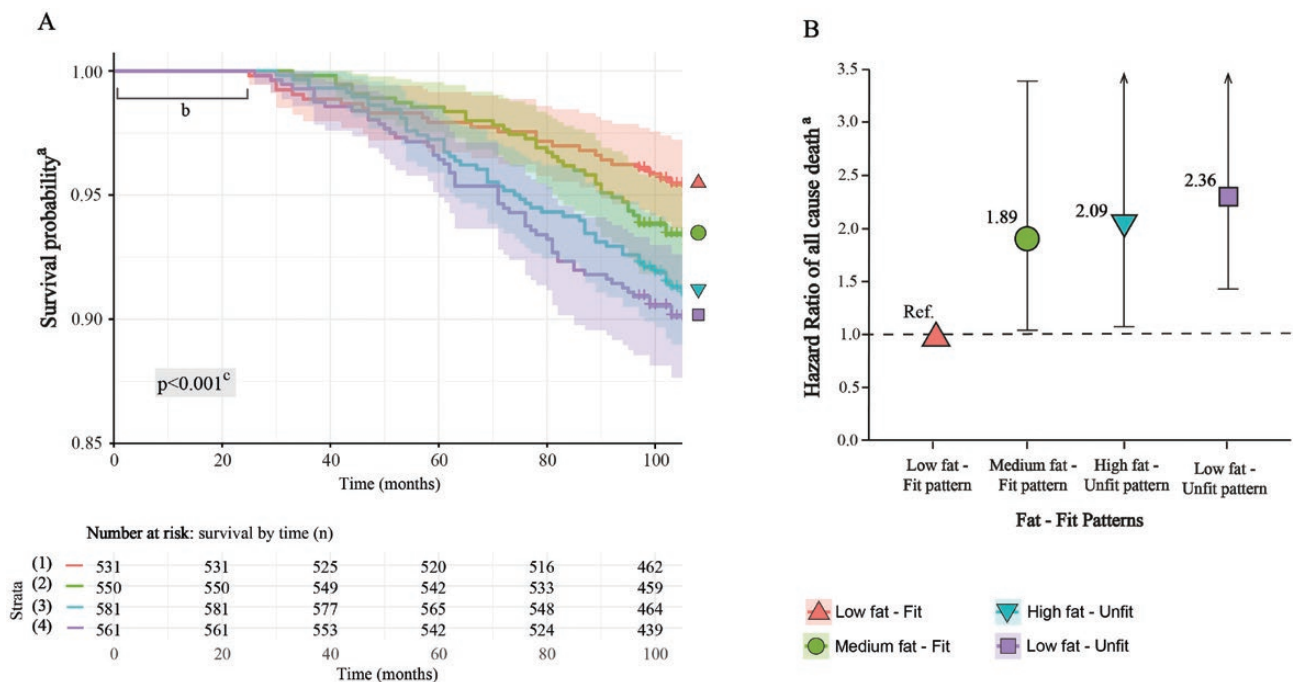 A
Survival probabilityᵃ
1.00
0.95
0.90
0.85
b
p<0.001ᶜ
0
20
40
60
80
100
Time (months)
Number at risk: survival by time (n)
Strata
(1) 531 531 525 520 516 462
(2) 550 550 549 542 533 459
(3) 581 581 577 565 548 464
(4) 561 561 553 542 524 439
0 20 40 60 80 100
Time (months)
B
Hazard Ratio of all cause death ᵃ
3.5
3.0
2.5
2.0
1.5
1.0
0.5
0.0
Ref.
1.89
2.09
2.36
Low fat -
Fit pattern
Medium fat -
Fit pattern
High fat -
Unfit pattern
Low fat -
Unfit pattern
Fat - Fit Patterns
Low fat - Fit
High fat - Unfit
Medium fat - Fit
Low fat - Unfit